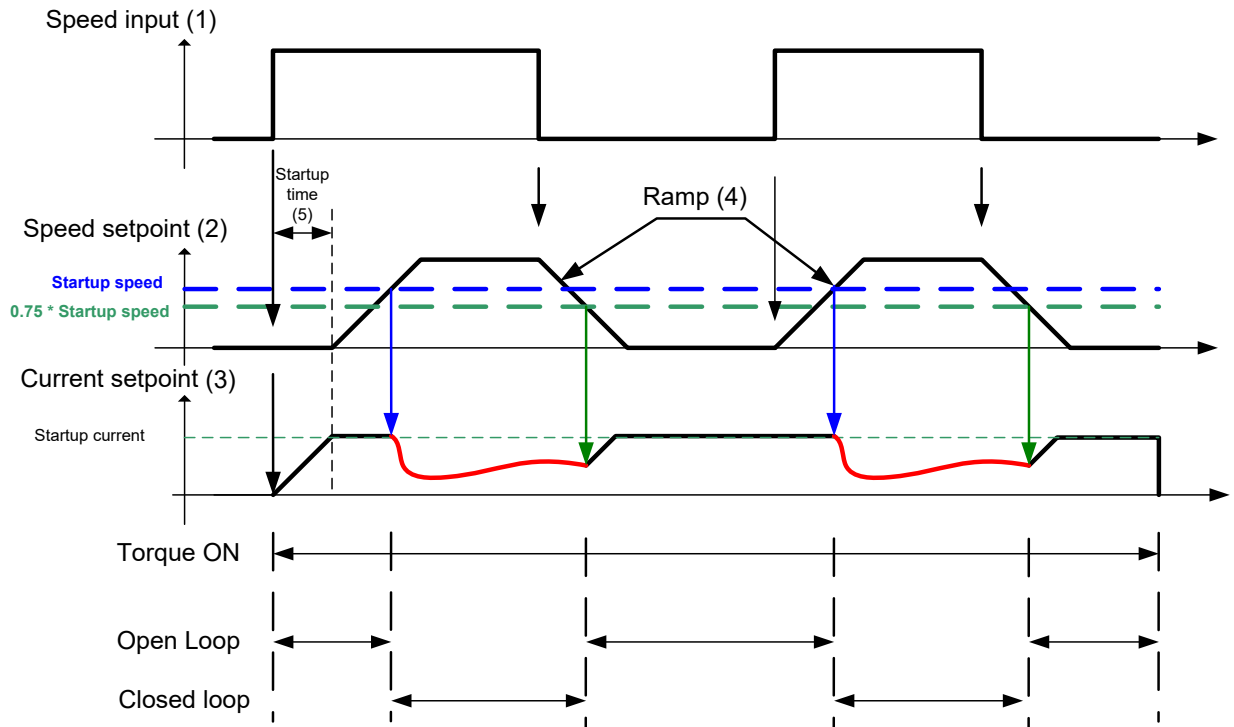 Speed input (1)
Startup
time
(5)
Ramp (4)
Speed setpoint (2)
Startup speed
0.75 * Startup speed
Current setpoint (3)
Startup current
Torque ON
Open Loop
Closed loop